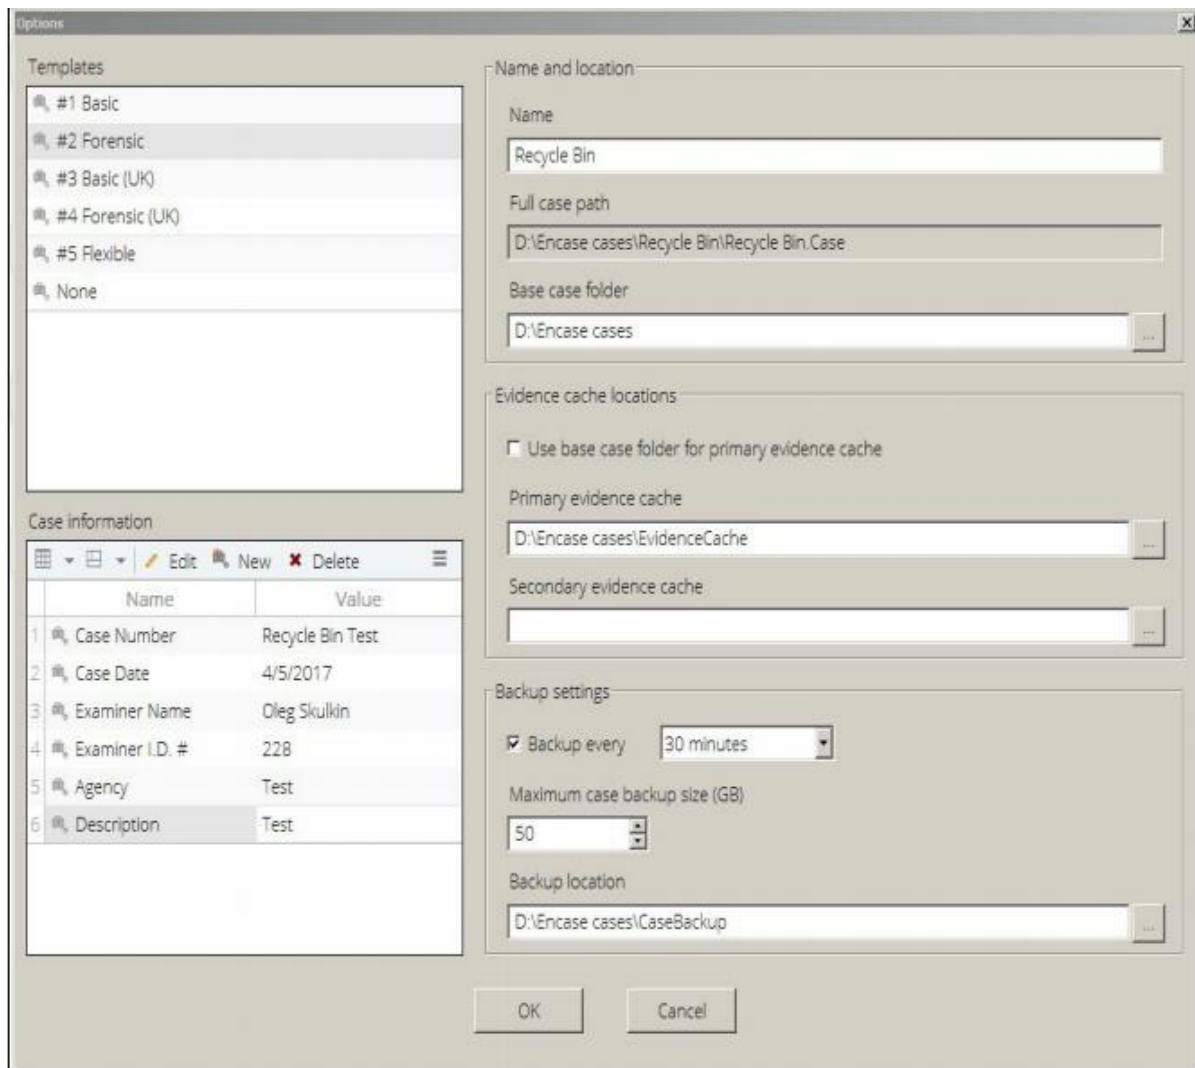 Options
Templates
#1 Basic
#2 Forensic
#3 Basic (UK)
#4 Forensic (UK)
#5 Flexible
None
Case information
Edit New Delete
Name Value
1 Case Number Recycle Bin Test
2 Case Date 4/5/2017
3 Examiner Name Oleg Skulkin
4 Examiner I.D. # 228
5 Agency Test
6 Description Test
Name and location
Name
Recycle Bin
Full case path
D:\Encase cases\Recycle Bin\Recycle Bin.Case
Base case folder
D:\Encase cases
...
Evidence cache locations
Use base case folder for primary evidence cache
Primary evidence cache
D:\Encase cases\EvidenceCache
...
Secondary evidence cache
...
Backup settings
Backup every 30 minutes
Maximum case backup size (GB)
50
Backup location
D:\Encase cases\CaseBackup
...
OK Cancel